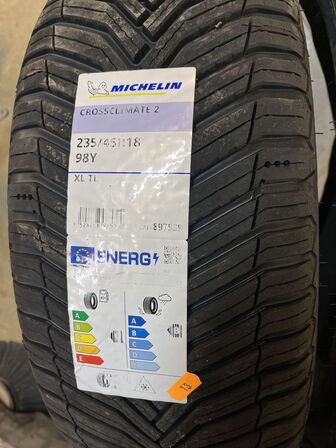 MICHELIN
CROSSCLIMATE 2
235/45R18
98Y
XL TL
ENERG
A
A
B
B
C
C
D
D
E
E
13